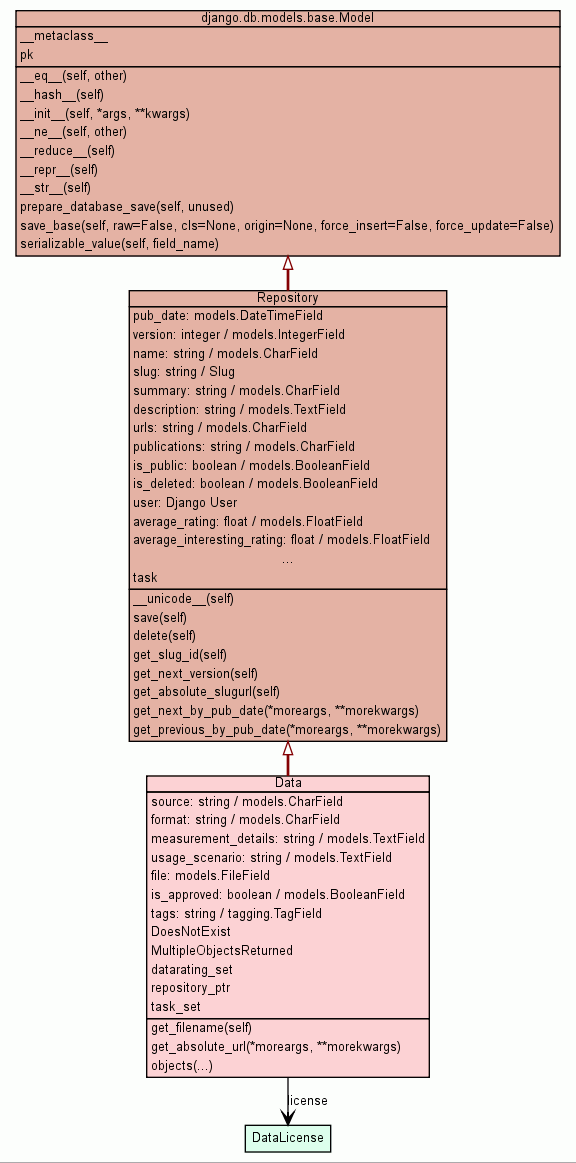 django.db.models.base.Model
__metaclass__
pk
__eq__(self, other)
__hash__(self)
__init__(self, *args, **kwargs)
__ne__(self, other)
__reduce__(self)
__repr__(self)
__str__(self)
prepare_database_save(self, unused)
save_base(self, raw=False, cls=None, origin=None, force_insert=False, force_update=False)
serializable_value(self, field_name)
Repository
pub_date: models.DateTimeField
version: integer / models.IntegerField
name: string / models.CharField
slug: string / Slug
summary: string / models.CharField
description: string / models.TextField
urls: string / models.CharField
publications: string / models.CharField
is_public: boolean / models.BooleanField
is_deleted: boolean / models.BooleanField
user: Django User
average_rating: float / models.FloatField
average_interesting_rating: float / models.FloatField
...
task
__unicode__(self)
save(self)
delete(self)
get_slug_id(self)
get_next_version(self)
get_absolute_slugurl(self)
get_next_by_pub_date(*moreargs, **morekwargs)
get_previous_by_pub_date(*moreargs, **morekwargs)
Data
source: string / models.CharField
format: string / models.CharField
measurement_details: string / models.TextField
usage_scenario: string / models.TextField
file: models.FileField
is_approved: boolean / models.BooleanField
tags: string / tagging.TagField
DoesNotExist
MultipleObjectsReturned
datarating_set
repository_ptr
task_set
get_filename(self)
get_absolute_url(*moreargs, **morekwargs)
objects(...)
license
DataLicense